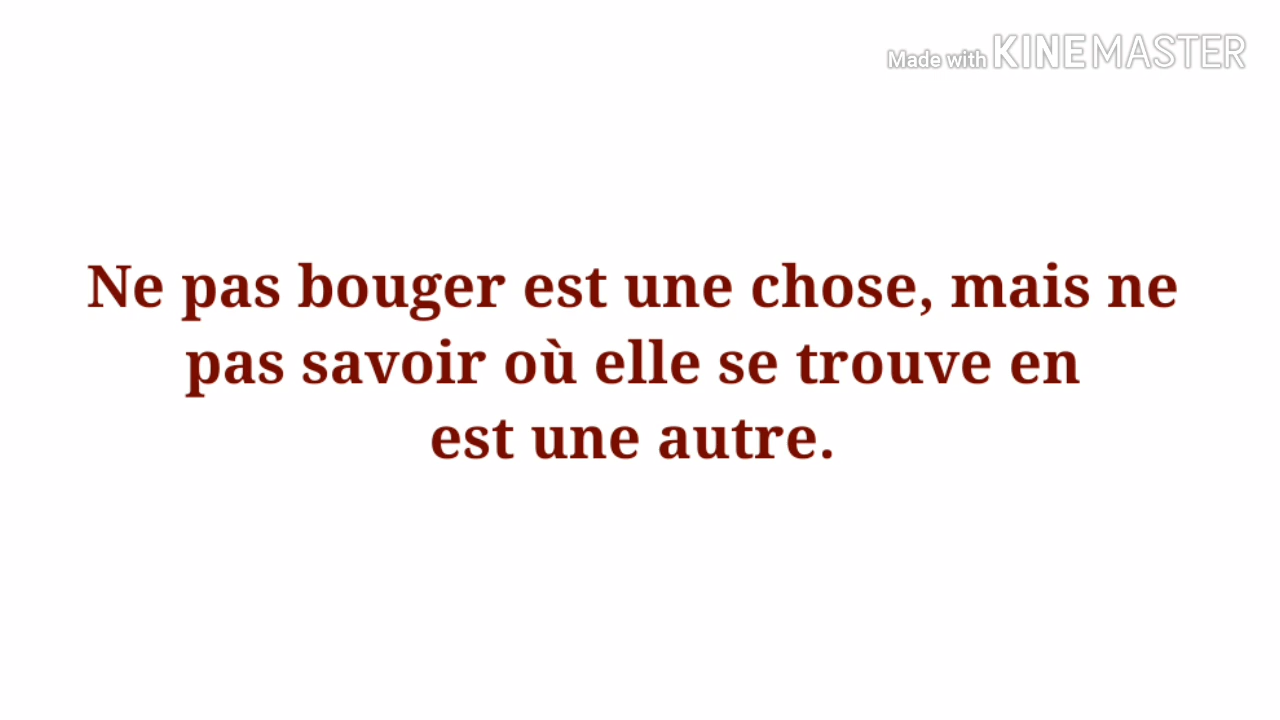 Made with KINEMASTER
Ne pas bouger est une chose, mais ne
pas savoir où elle se trouve en
est une autre.